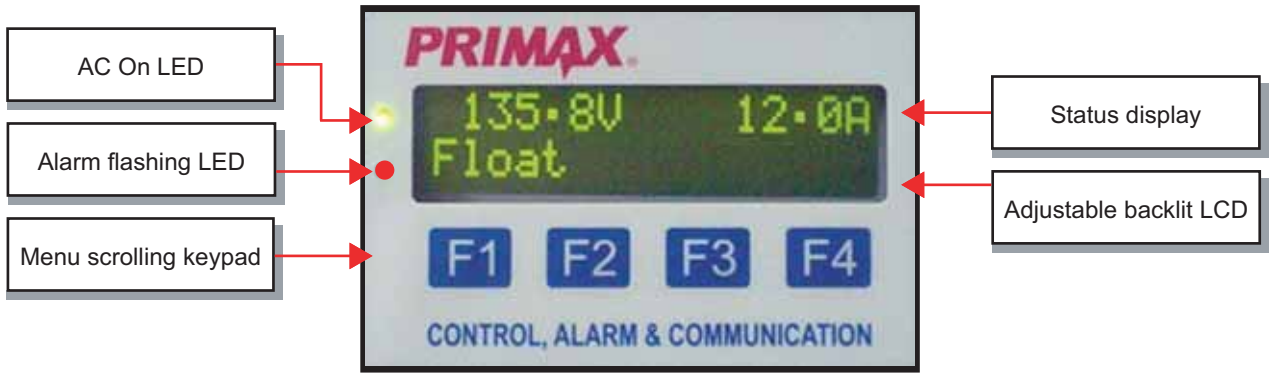 AC On LED
Alarm flashing LED
Menu scrolling keypad
PRIMAX®
135.8V 12.0A
Float
F1 F2 F3 F4
CONTROL, ALARM & COMMUNICATION
Status display
Adjustable backlit LCD